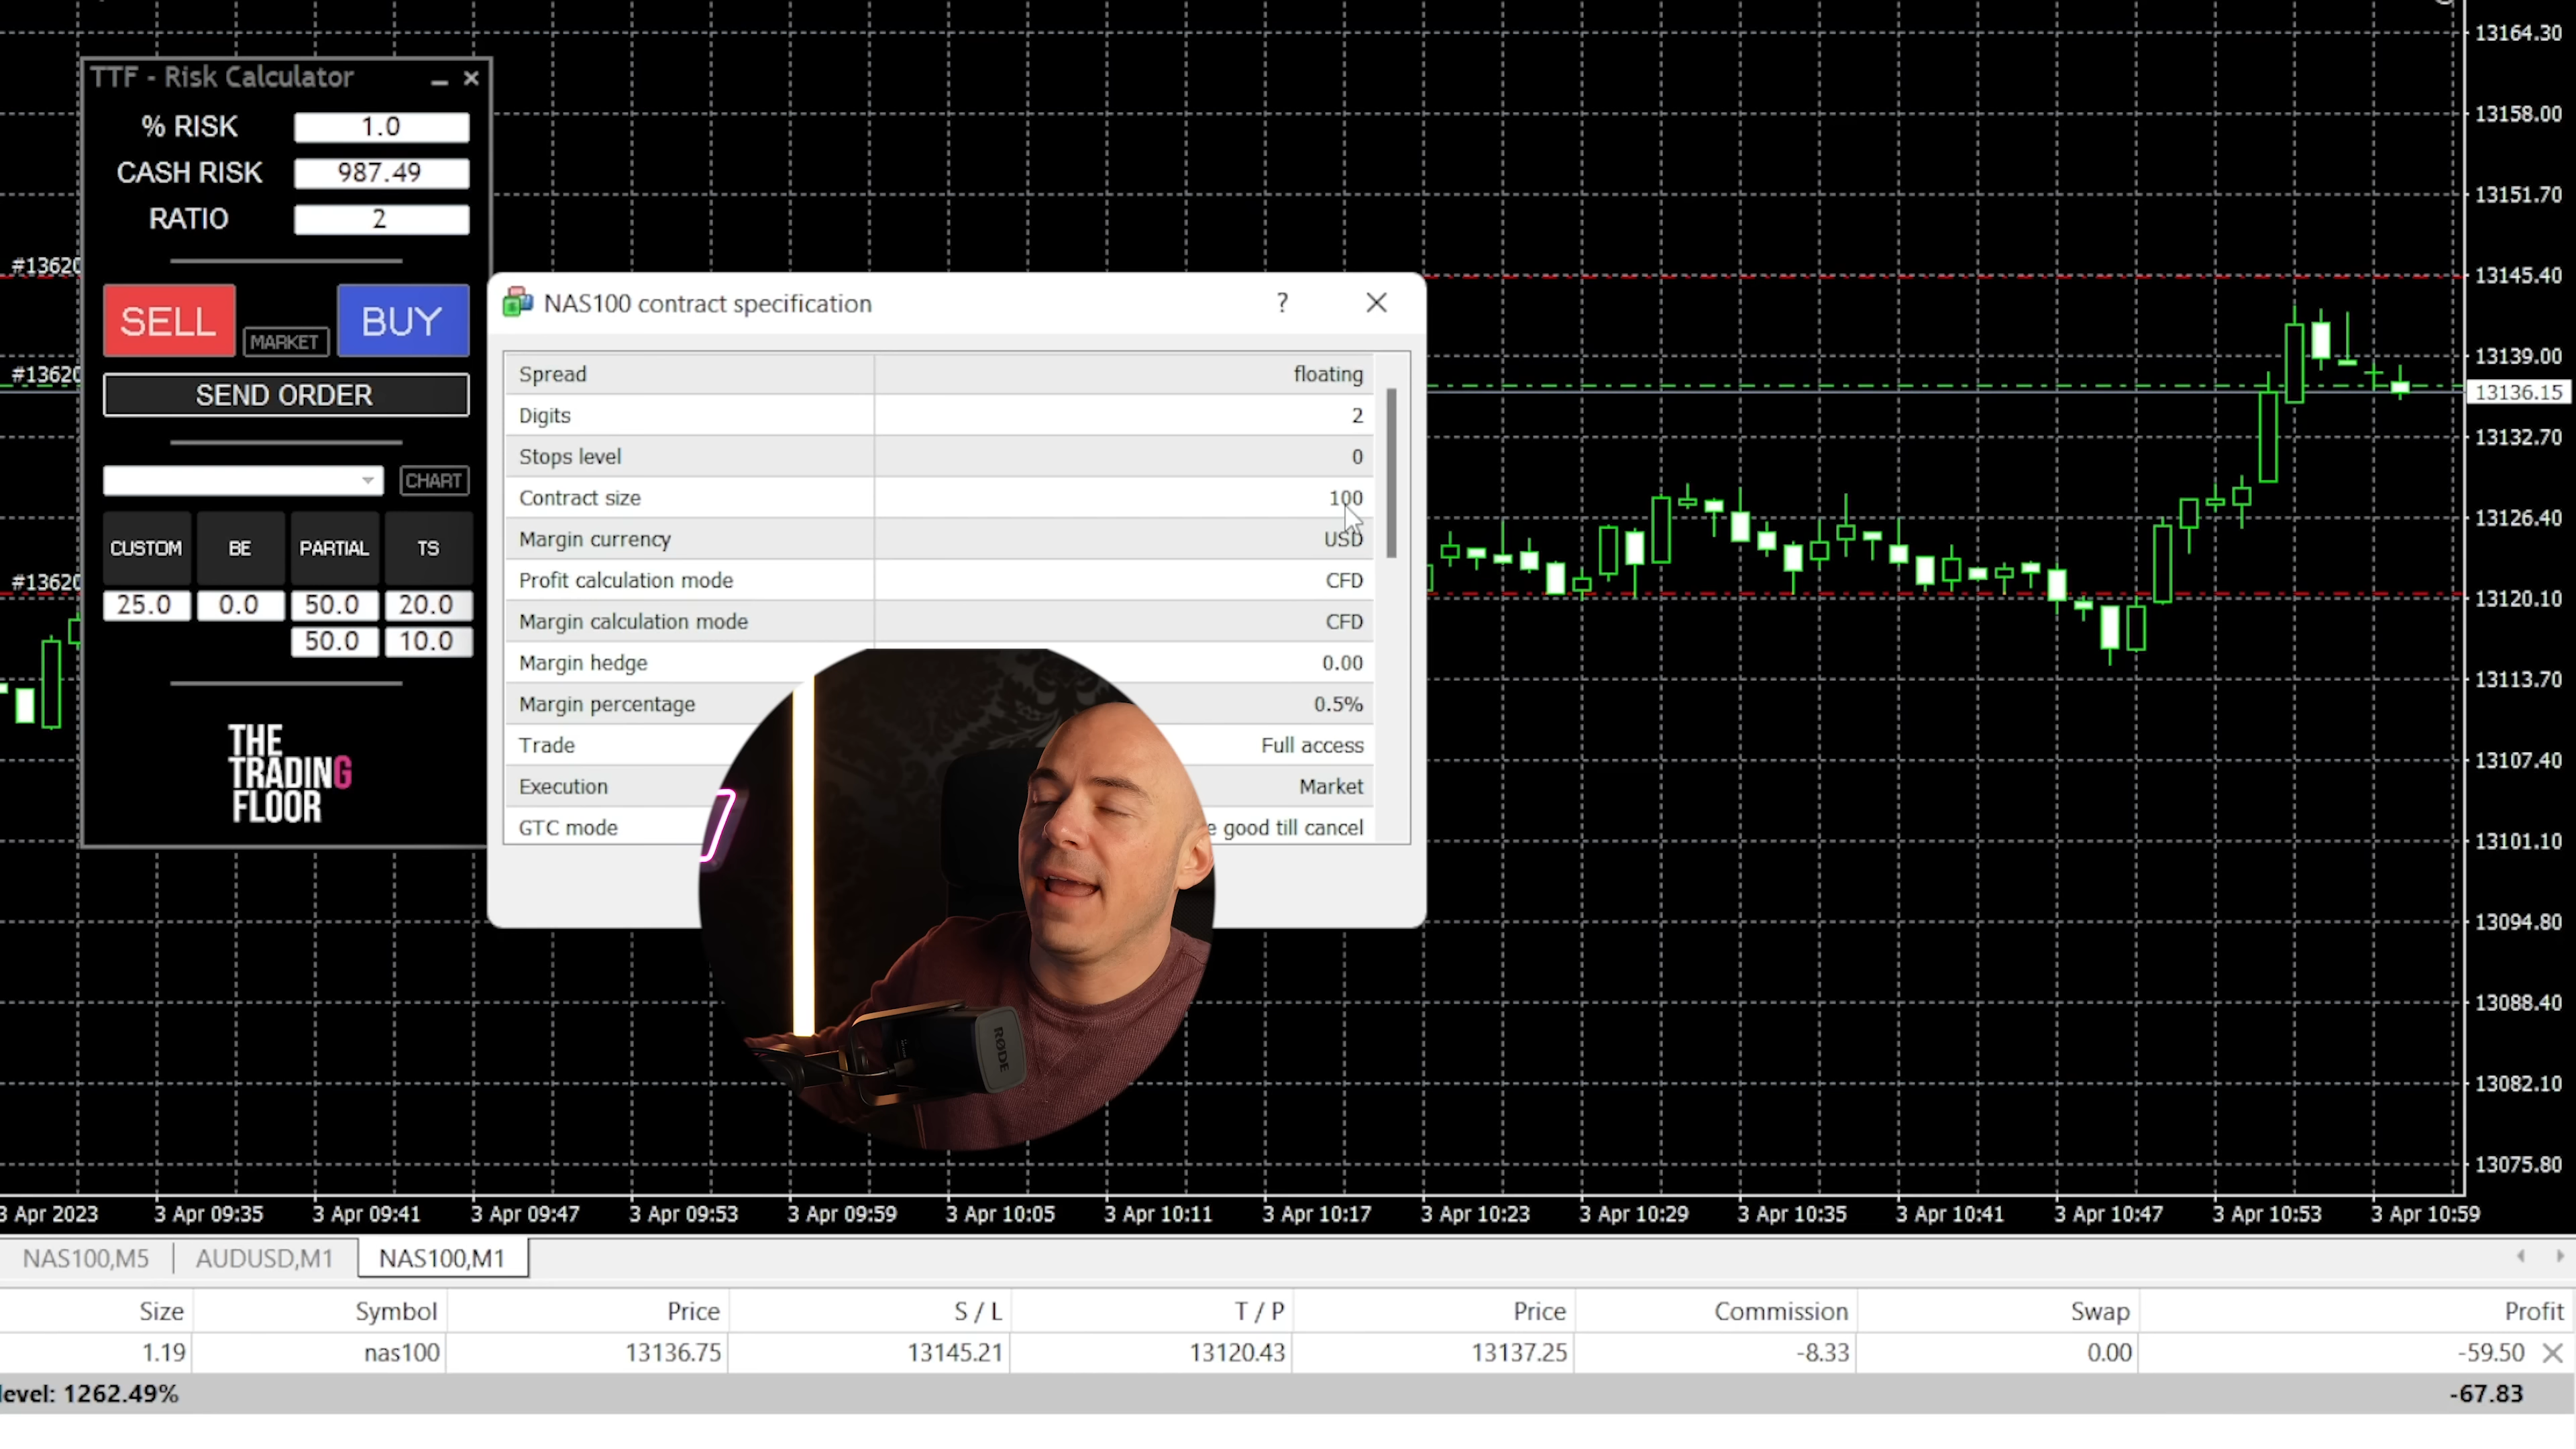 TTF - Risk Calculator
% RISK 1.0
CASH RISK 987.49
RATIO 2
SELL MARKET BUY
SEND ORDER
CHART
CUSTOM BE PARTIAL TS
25.0 0.0 50.0 20.0
50.0 10.0
THE
TRADING
FLOOR
#13620
#13620
#13620
NAS100 contract specification ?
Spread floating
Digits 2
Stops level 0
Contract size 100
Margin currency USD
Profit calculation mode CFD
Margin calculation mode CFD
Margin hedge 0.00
Margin percentage 0.5%
Trade Full access
Execution Market
GTC mode good till cancel
RØDE
13164.30
13158.00
13151.70
13145.40
13139.00
13136.15
13132.70
13126.40
13120.10
13113.70
13107.40
13101.10
13094.80
13088.40
13082.10
13075.80
3 Apr 2023 3 Apr 09:35 3 Apr 09:41 3 Apr 09:47 3 Apr 09:53 3 Apr 09:59 3 Apr 10:05 3 Apr 10:11 3 Apr 10:17 3 Apr 10:23 3 Apr 10:29 3 Apr 10:35 3 Apr 10:41 3 Apr 10:47 3 Apr 10:53 3 Apr 10:59
NAS100,M5 AUDUSD,M1 NAS100,M1
Size Symbol Price S / L T / P Price Commission Swap Profit
1.19 nas100 13136.75 13145.21 13120.43 13137.25 -8.33 0.00 -59.50
level: 1262.49% -67.83